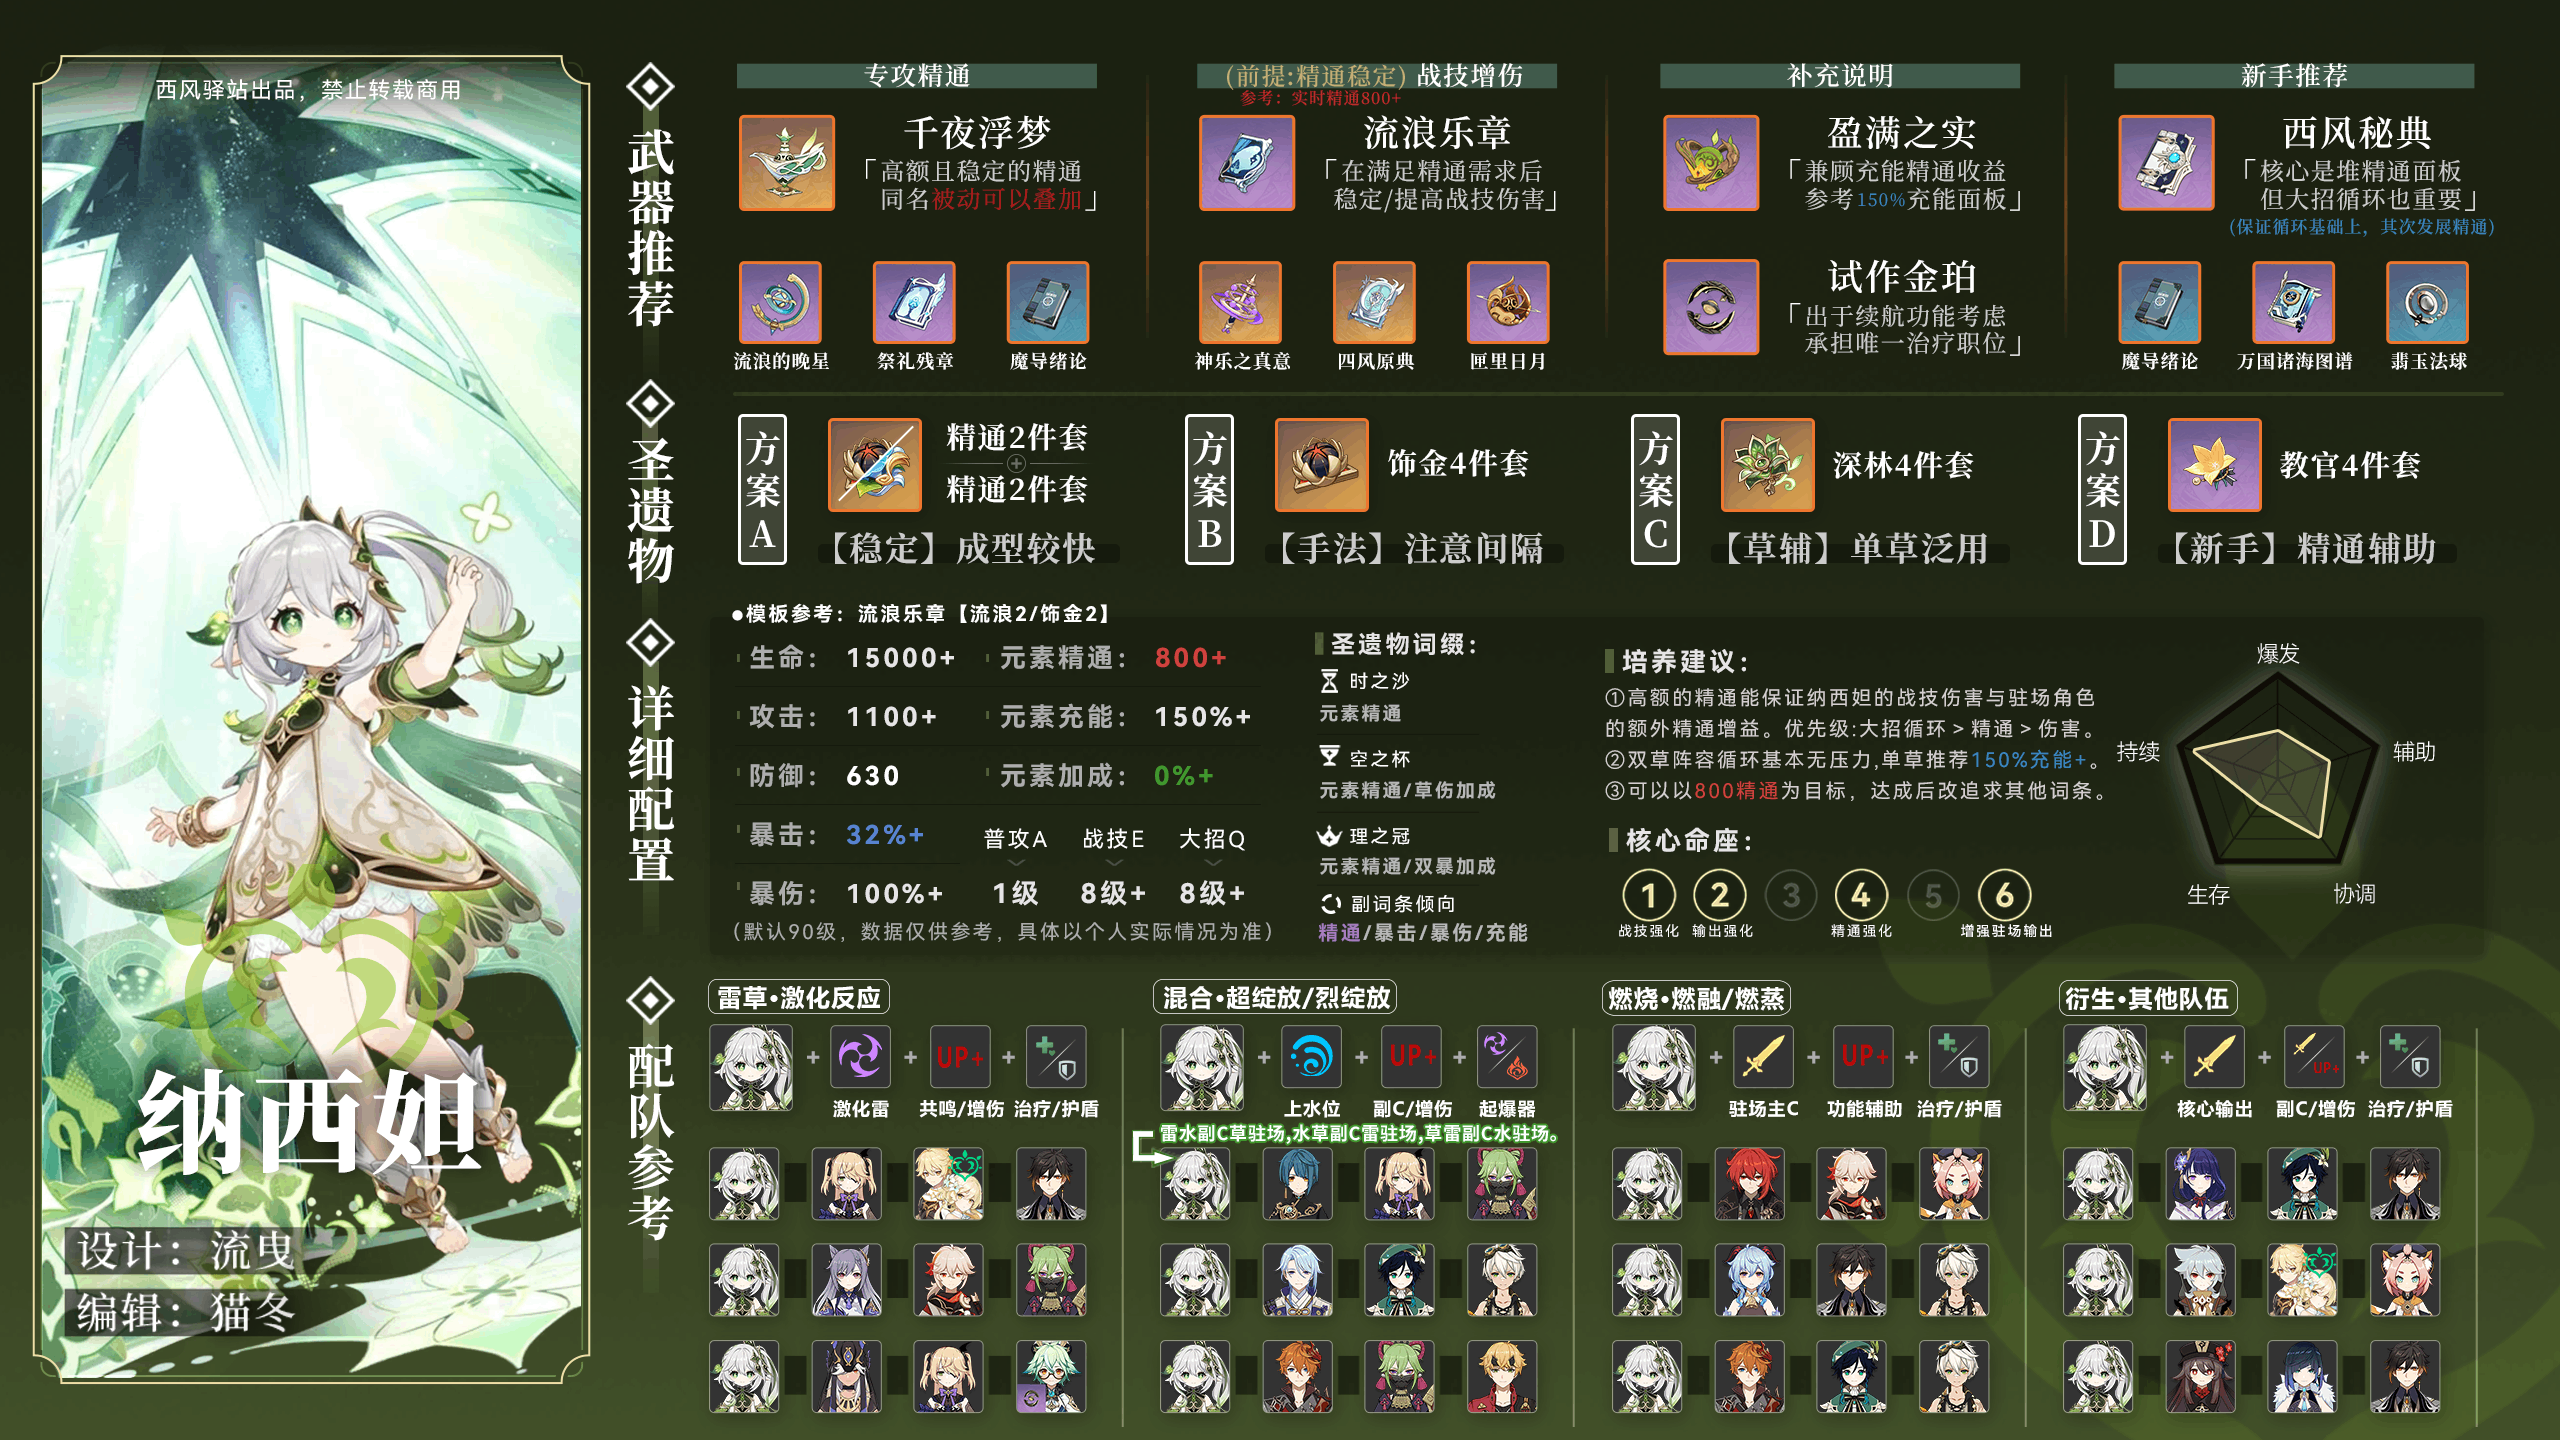 西风驿站出品，禁止转载商用
纳西妲
设计：流曳
编辑：猫冬
武器推荐
专攻精通
千夜浮梦
「高额且稳定的精通
同名被动可以叠加」
流浪的晚星
祭礼残章
魔导绪论
(前提:精通稳定) 战技增伤
参考：实时精通800+
流浪乐章
「在满足精通需求后
稳定/提高战技伤害」
神乐之真意
四风原典
匣里日月
补充说明
盈满之实
「兼顾充能精通收益
参考150%充能面板」
试作金珀
「出于续航功能考虑
承担唯一治疗职位」
新手推荐
西风秘典
「核心是堆精通面板
但大招循环也重要」
(保证循环基础上，其次发展精通)
魔导绪论
万国诸海图谱
翡玉法球
圣遗物
方案A
精通2件套
精通2件套
【稳定】成型较快
方案B
饰金4件套
【手法】注意间隔
方案C
深林4件套
【草辅】单草泛用
方案D
教官4件套
【新手】精通辅助
详细配置
●模板参考：流浪乐章【流浪2/饰金2】
生命： 15000+ 元素精通： 800+
攻击： 1100+ 元素充能： 150%+
防御： 630 元素加成： 0%+
暴击： 32%+ 普攻A 战技E 大招Q
暴伤： 100%+ 1级 8级+ 8级+
(默认90级，数据仅供参考，具体以个人实际情况为准)
圣遗物词缀：
时之沙
元素精通
空之杯
元素精通/草伤加成
理之冠
元素精通/双暴加成
副词条倾向
精通/暴击/暴伤/充能
培养建议：
①高额的精通能保证纳西妲的战技伤害与驻场角色
的额外精通增益。优先级:大招循环 > 精通 > 伤害。
②双草阵容循环基本无压力,单草推荐150%充能+。
③可以以800精通为目标，达成后改追求其他词条。
核心命座：
1 2 3 4 5 6
战技强化 输出强化 精通强化 增强驻场输出
爆发
辅助
协调
生存
持续
配队参考
雷草·激化反应
+ + UP+ +
激化雷 共鸣/增伤 治疗/护盾
混合·超绽放/烈绽放
+ + UP+ +
上水位 副C/增伤 起爆器
雷水副C草驻场,水草副C雷驻场,草雷副C水驻场。
燃烧·燃融/燃蒸
+ + UP+ +
驻场主C 功能辅助 治疗/护盾
衍生·其他队伍
+ + UP+ +
核心输出 副C/增伤 治疗/护盾